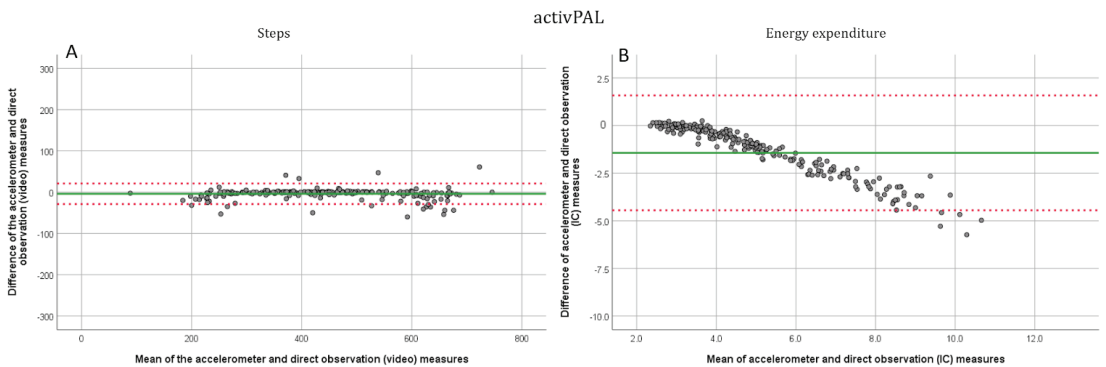 activPAL
Steps
Energy expenditure
A
B
Difference of the accelerometer and direct
observation (video) measures
300
200
100
0
-100
-200
-300
0
200
400
600
800
Mean of the accelerometer and direct observation (video) measures
Difference of accelerometer and direct observation
(IC) measures
2.5
0
-2.5
-5.0
-7.5
-10.0
2.0
4.0
6.0
8.0
10.0
12.0
Mean of accelerometer and direct observation (IC) measures